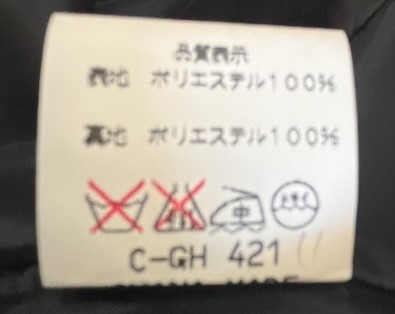 品質表示
表地 ポリエステル100%
裏地 ポリエステル100%
中
C-GH 421